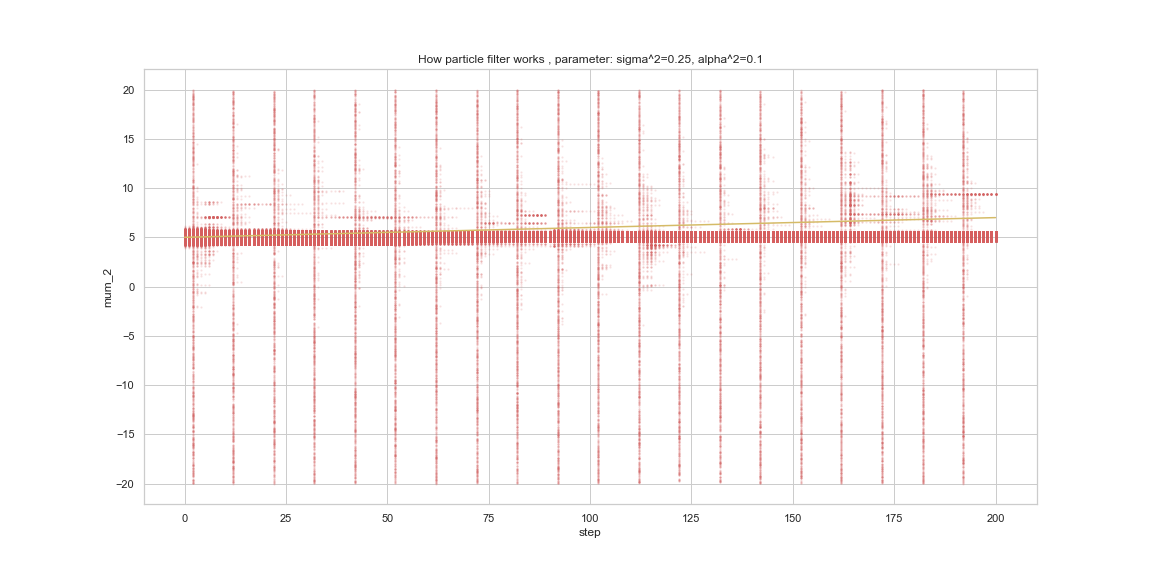 How particle filter works , parameter: sigma^2=0.25, alpha^2=0.1
20
15
10
5
0
−5
−10
−15
−20
mum_2
0 25 50 75 100 125 150 175 200
step